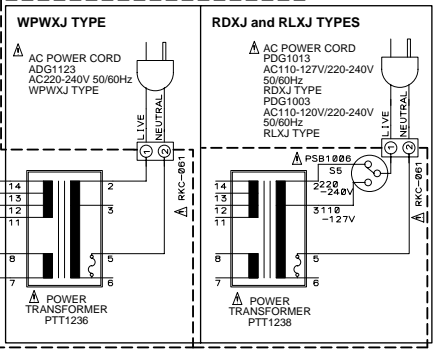 WPWXJ TYPE
⚠ AC POWER CORD
ADG1123
AC220-240V 50/60Hz
WPWXJ TYPE
LIVE
NEUTRAL
1 2
RKC-061
14
13
12
11
8
7
2
3
5
6
⚠ POWER
TRANSFORMER
PTT1236
RDXJ and RLXJ TYPES
⚠ AC POWER CORD
PDG1013
AC110-127V/220-240V
50/60Hz
RDXJ TYPE
PDG1003
AC110-120V/220-240V
50/60Hz
RLXJ TYPE
LIVE
NEUTRAL
1 2
RKC-061
⚠ PSB1006
S5
14
13
12
11
8
7
2 220
-240V
3 110
-127V
5
6
⚠ POWER
TRANSFORMER
PTT1238